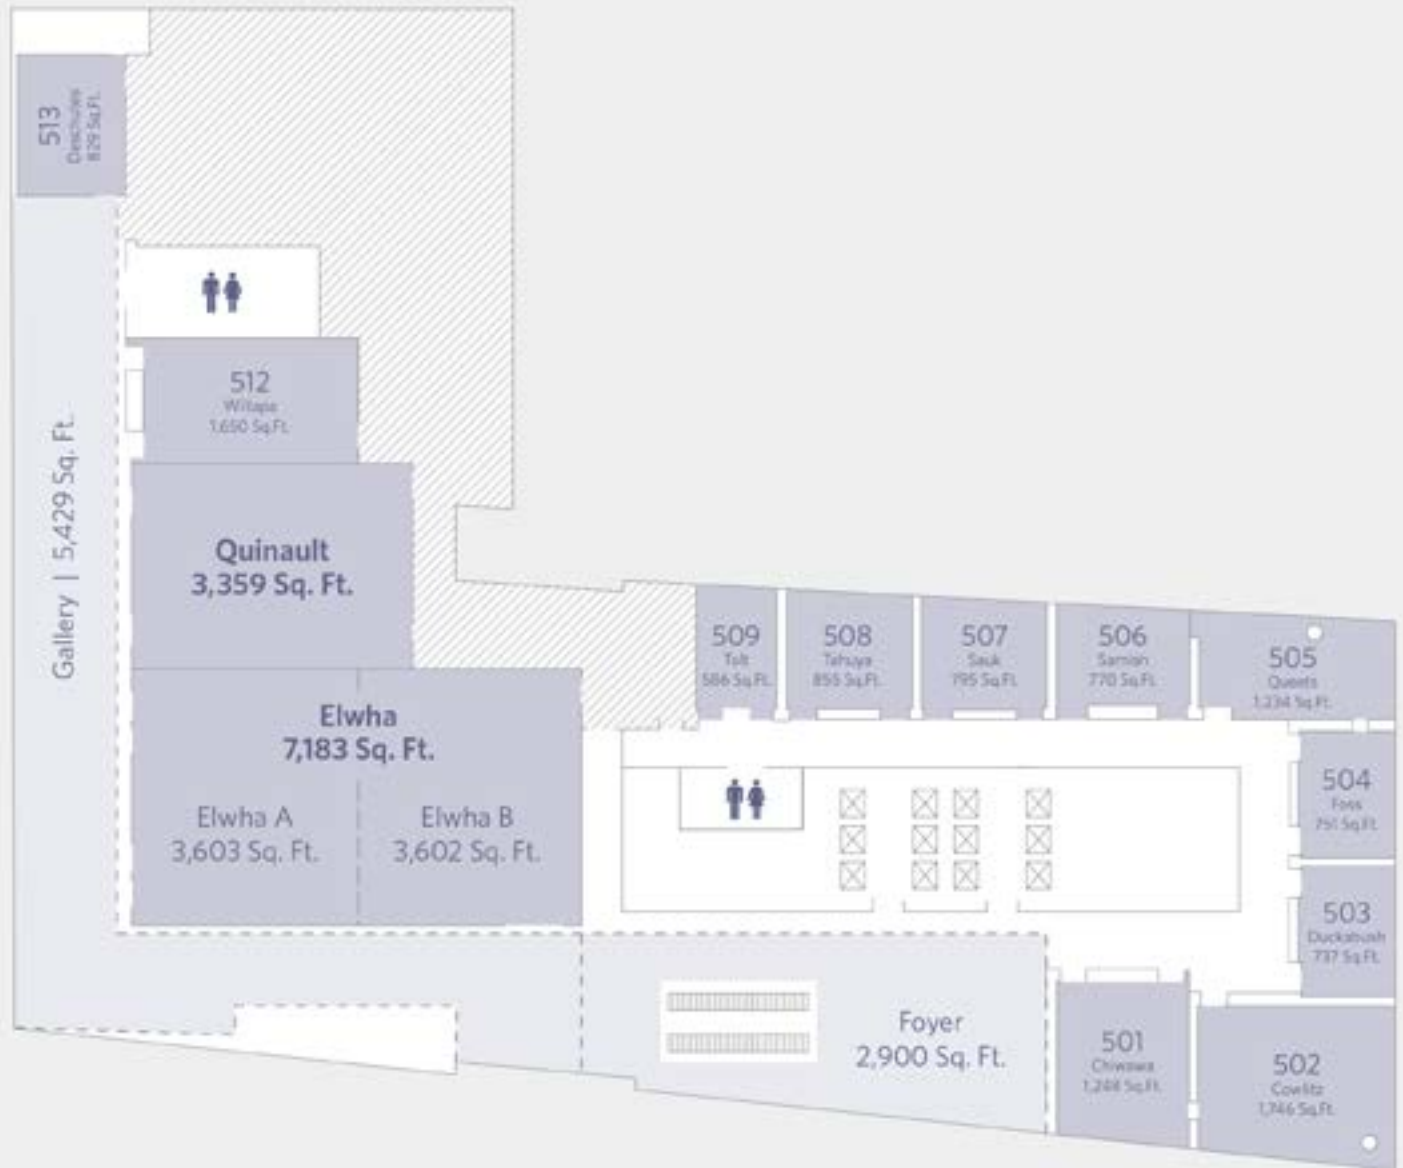 513
Deschutes
829 Sq.Ft.
512
Willapa
1,650 Sq.Ft.
Gallery | 5,429 Sq. Ft.
Quinault
3,359 Sq. Ft.
Elwha
7,183 Sq. Ft.
Elwha A
3,603 Sq. Ft.
Elwha B
3,602 Sq. Ft.
509
Tolt
586 Sq.Ft.
508
Tahuya
855 Sq.Ft.
507
Sauk
795 Sq.Ft.
506
Samish
770 Sq.Ft.
505
Queets
1,234 Sq.Ft.
504
Foss
751 Sq.Ft.
503
Duckabush
737 Sq.Ft.
Foyer
2,900 Sq. Ft.
501
Chiwawa
Sq.Ft.
502
Cowlitz
1,746 Sq.Ft.